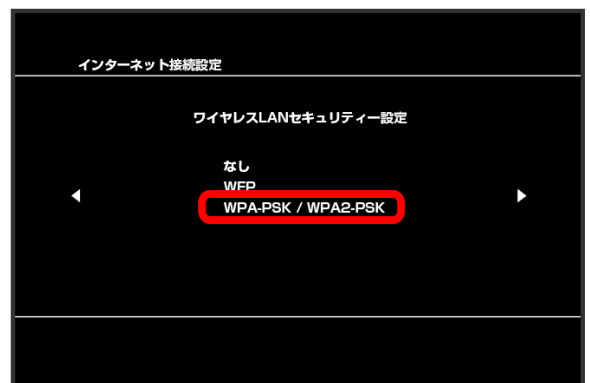 インターネット接続設定
ワイヤレスLANセキュリティー設定
なし
WEP
WPA-PSK / WPA2-PSK